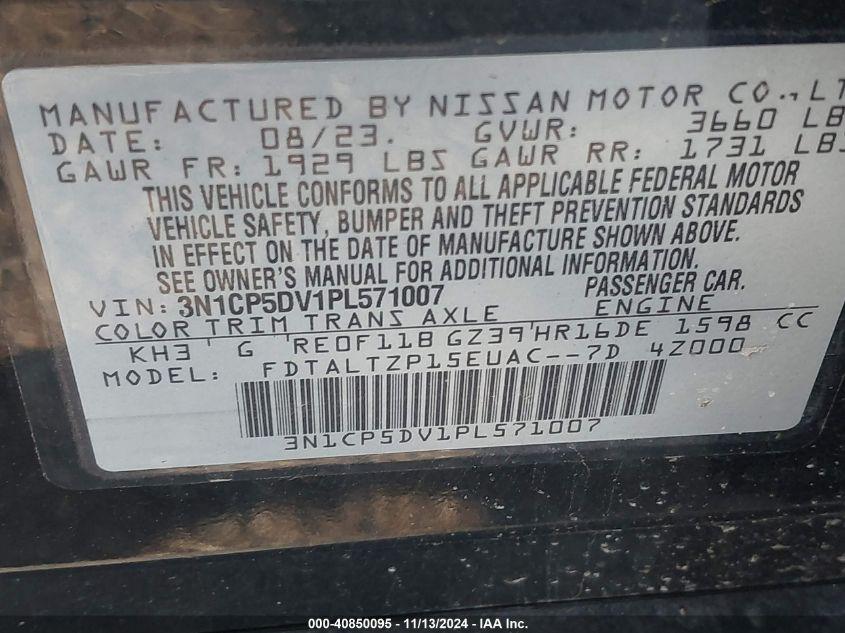 MANUFACTURED BY NISSAN MOTOR CO., LT
DATE: 08/23. GVWR: 3660 LB
GAWR FR: 1929 LBS GAWR RR: 1731 LBS
THIS VEHICLE CONFORMS TO ALL APPLICABLE FEDERAL MOTOR
VEHICLE SAFETY, BUMPER AND THEFT PREVENTION STANDARDS
IN EFFECT ON THE DATE OF MANUFACTURE SHOWN ABOVE.
SEE OWNER'S MANUAL FOR ADDITIONAL INFORMATION.
VIN: 3N1CP5DV1PL571007 PASSENGER CAR.
COLOR TRIM TRANS AXLE ENGINE
KH3 ' G 'RE0F11B GZ39'HR16DE 1598 CC
MODEL: FDTALTZP15EUAC--7D 4Z000
3N1CP5DV1PL571007
000-40850095 - 11/13/2024 - IAA Inc.